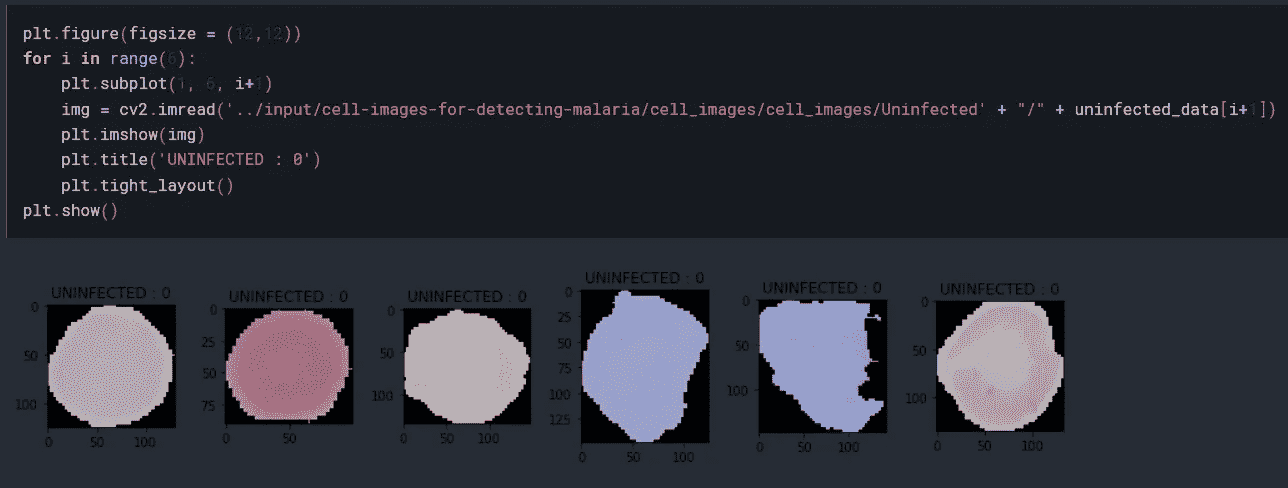 plt.figure(figsize = (12,12))
for i in range(6):
    plt.subplot(1, 6, i+1)
    img = cv2.imread('../input/cell-images-for-detecting-malaria/cell_images/cell_images/Uninfected' + "/" + uninfected_data[i+1])
    plt.imshow(img)
    plt.title('UNINFECTED : 0')
    plt.tight_layout()
plt.show()
UNINFECTED : 0
0
50
100
0 50 100
UNINFECTED : 0
0
25
50
75
0 50
UNINFECTED : 0
0
50
100
0 50 100
UNINFECTED : 0
0
25
50
75
100
125
0 50 100
UNINFECTED : 0
0
50
100
0 50 100
UNINFECTED : 0
0
50
100
0 50 100